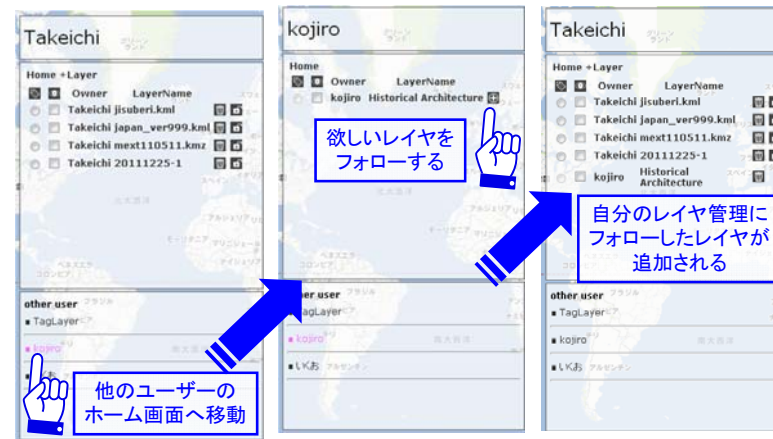 Takeichi
Home +Layer
Owner LayerName
Takeichi jisuberi.kml
Takeichi japan_ver999.kml
Takeichi mext110511.kmz
Takeichi 20111225-1
other user
TagLayer
kojiro
他のユーザーの
ホーム画面へ移動
kojiro
Home
Owner LayerName
kojiro Historical Architecture
欲しいレイヤを
フォローする
other user
TagLayer
kojiro
いくお
Takeichi
Home +Layer
Owner LayerName
Takeichi jisuberi.kml
Takeichi japan_ver999.kml
Takeichi mext110511.kmz
Takeichi 20111225-1
kojiro Historical
Architecture
自分のレイヤ管理に
フォローしたレイヤが
追加される
other user
TagLayer
kojiro
いくお